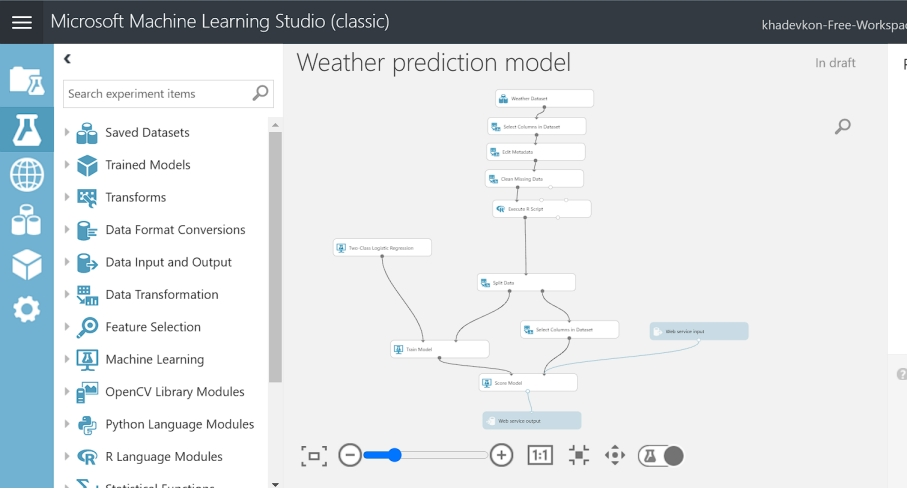 Microsoft Machine Learning Studio (classic)
khadevkon-Free-Workspac
Weather prediction model
In draft
Search experiment items
Saved Datasets
Trained Models
Transforms
Data Format Conversions
Data Input and Output
Data Transformation
Feature Selection
Machine Learning
OpenCV Library Modules
Python Language Modules
R Language Modules
Statistical Functions
Weather Dataset
Select Columns in Dataset
Edit Metadata
Clean Missing Data
Execute R Script
Two-Class Logistic Regression
Split Data
Select Columns in Dataset
Web service input
Train Model
Score Model
Web service output
1:1